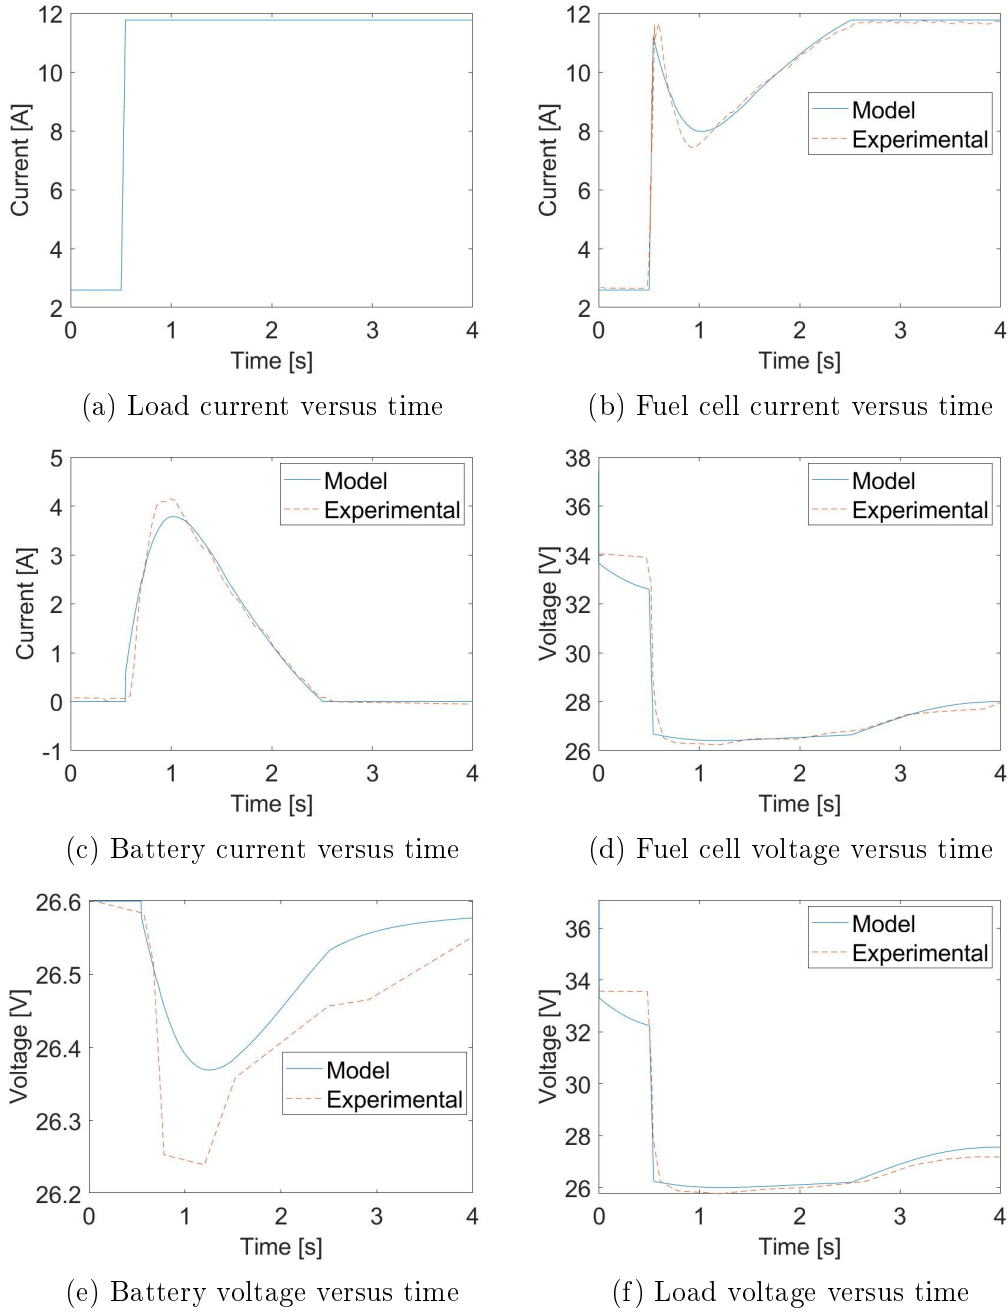 12
10
8
6
4
2
Current [A]
0 1 2 3 4
Time [s]
(a) Load current versus time
12
10
8
6
4
2
Current [A]
Model
Experimental
0 1 2 3 4
Time [s]
(b) Fuel cell current versus time
5
4
3
2
1
0
-1
Current [A]
Model
Experimental
0 1 2 3 4
Time [s]
(c) Battery current versus time
38
36
34
32
30
28
26
Voltage [V]
Model
Experimental
0 1 2 3 4
Time [s]
(d) Fuel cell voltage versus time
26.6
26.5
26.4
26.3
26.2
Voltage [V]
Model
Experimental
0 1 2 3 4
Time [s]
(e) Battery voltage versus time
36
34
32
30
28
26
Voltage [V]
Model
Experimental
0 1 2 3 4
Time [s]
(f) Load voltage versus time